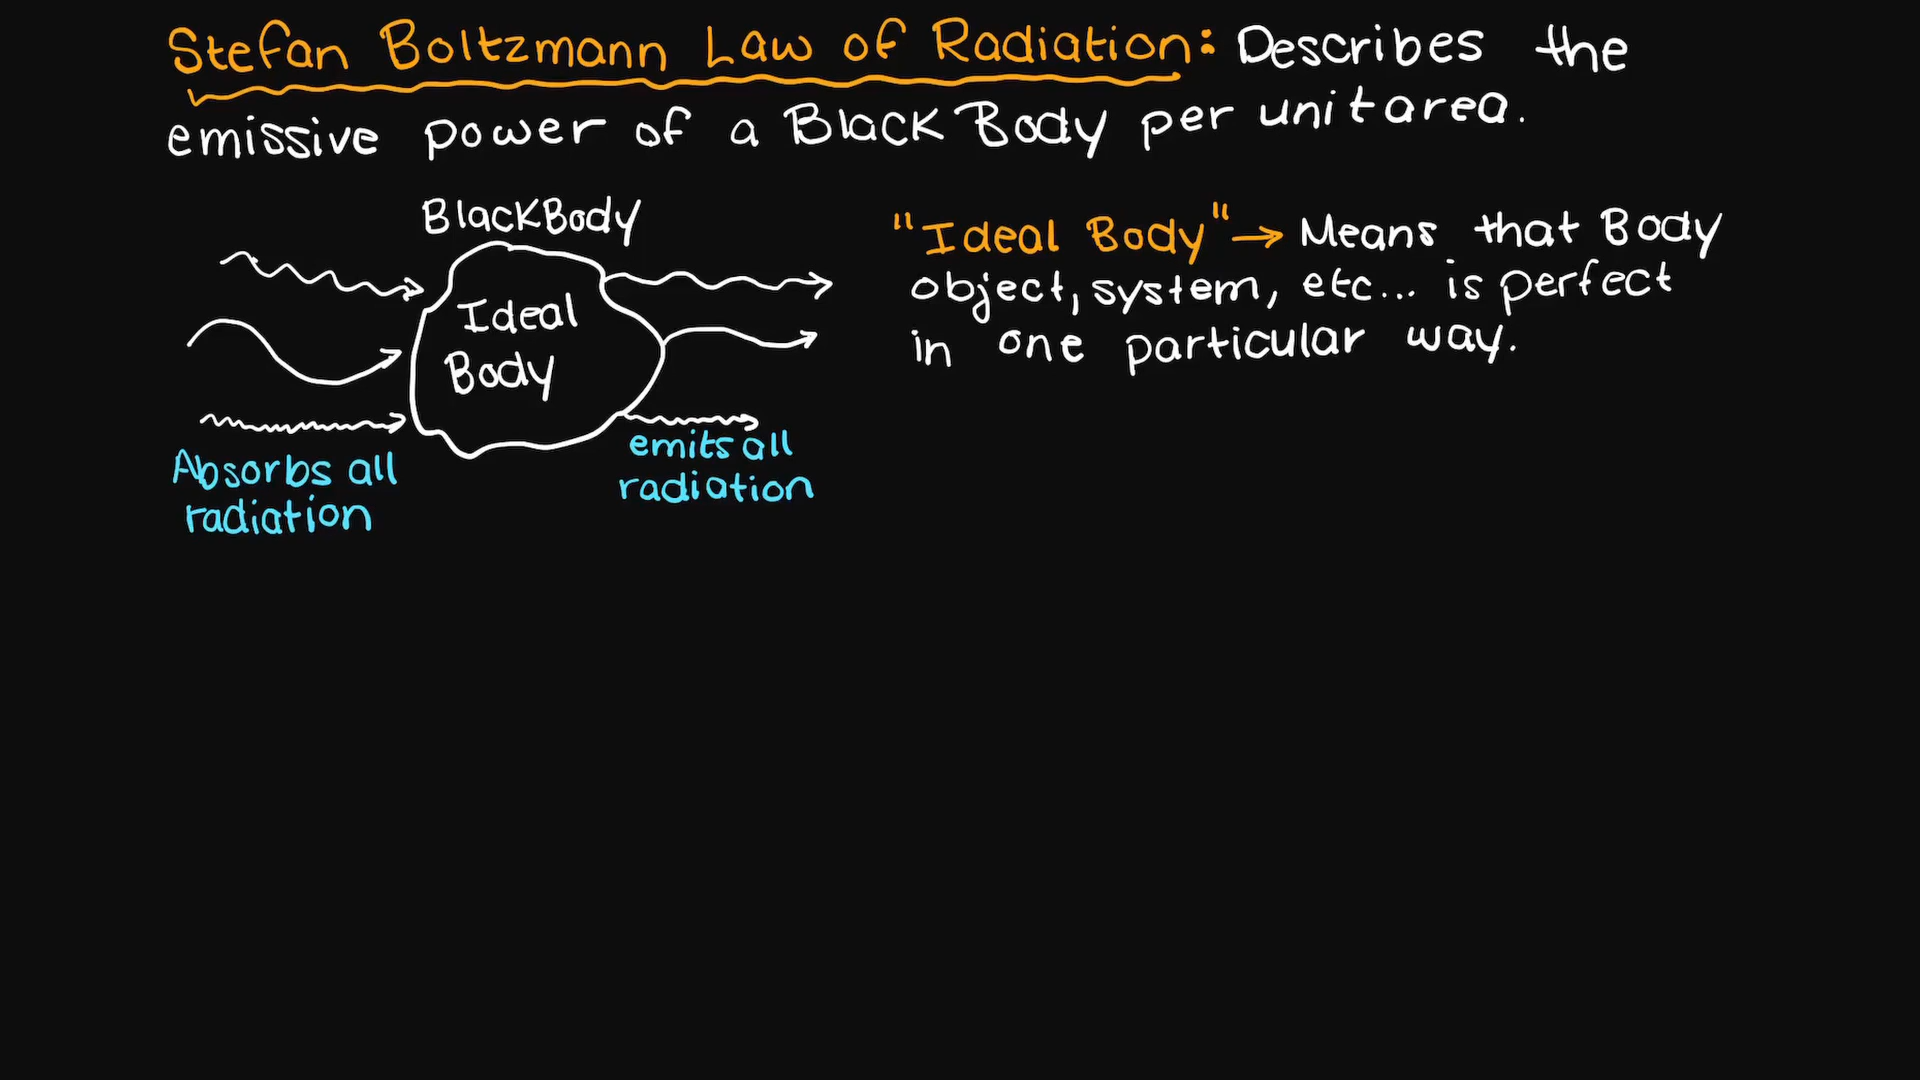 Stefan Boltzmann Law of Radiation: Describes the
emissive power of a Black Body per unit area.
BlackBody
Ideal
Body
Absorbs all
radiation
emits all
radiation
"Ideal Body" → Means that Body
object, system, etc... is perfect
in one particular way.